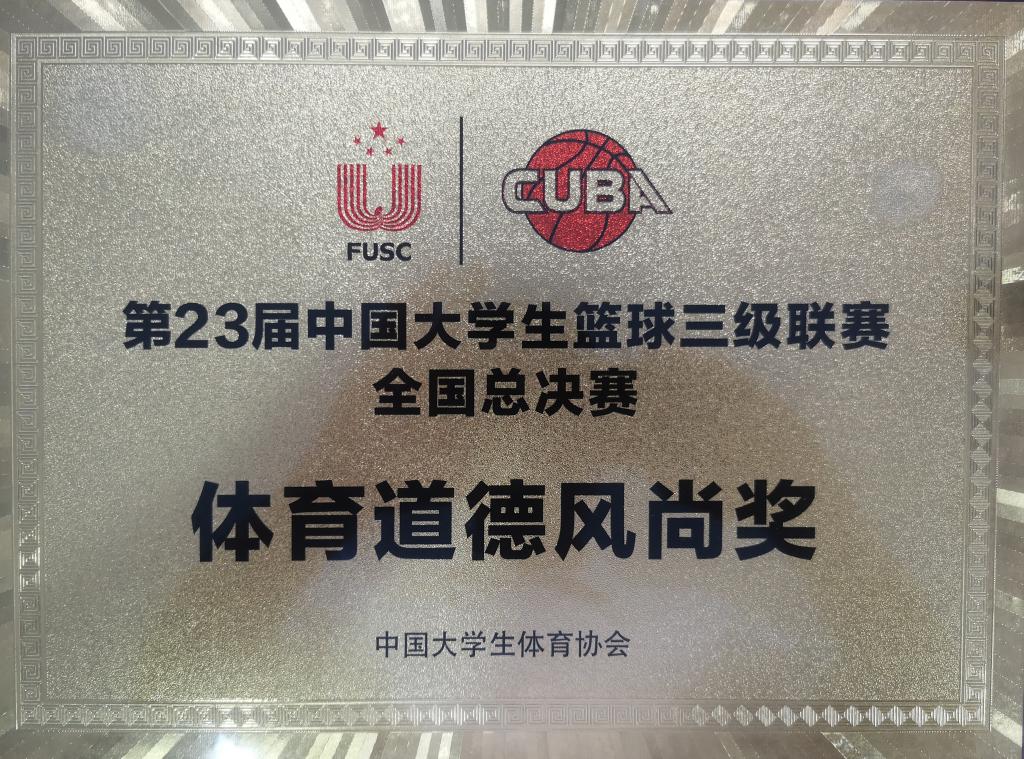 FUSC
CUBA
第23届中国大学生篮球三级联赛
全国总决赛
体育道德风尚奖
中国大学生体育协会